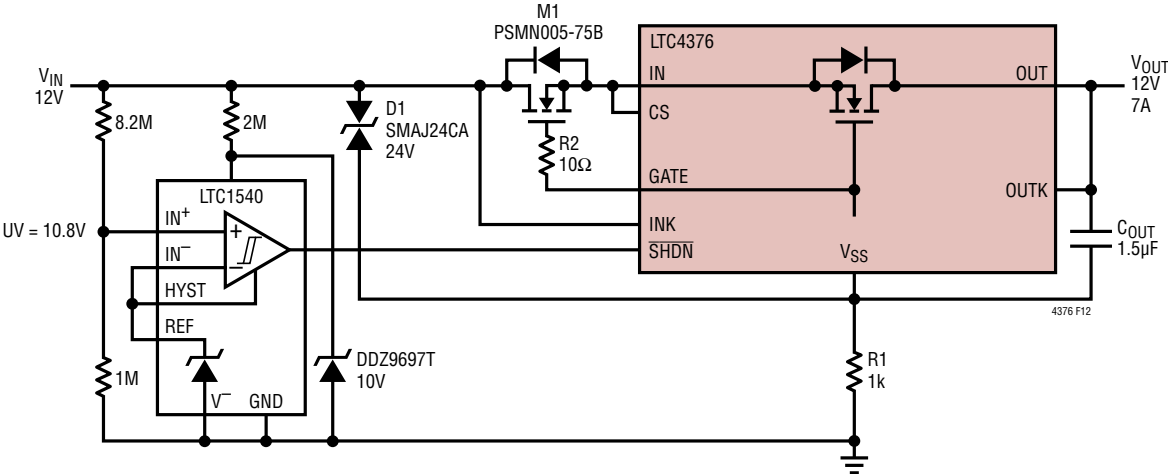 M1
PSMN005-75B
LTC4376
VIN
12V
IN
OUT
VOUT
12V
7A
8.2M
2M
D1
SMAJ24CA
24V
CS
R2
10Ω
GATE
OUTK
LTC1540
UV = 10.8V
IN+
+
INK
COUT
1.5µF
IN–
–
SHDN
VSS
HYST
4376 F12
REF
1M
DDZ9697T
10V
R1
1k
V–
GND